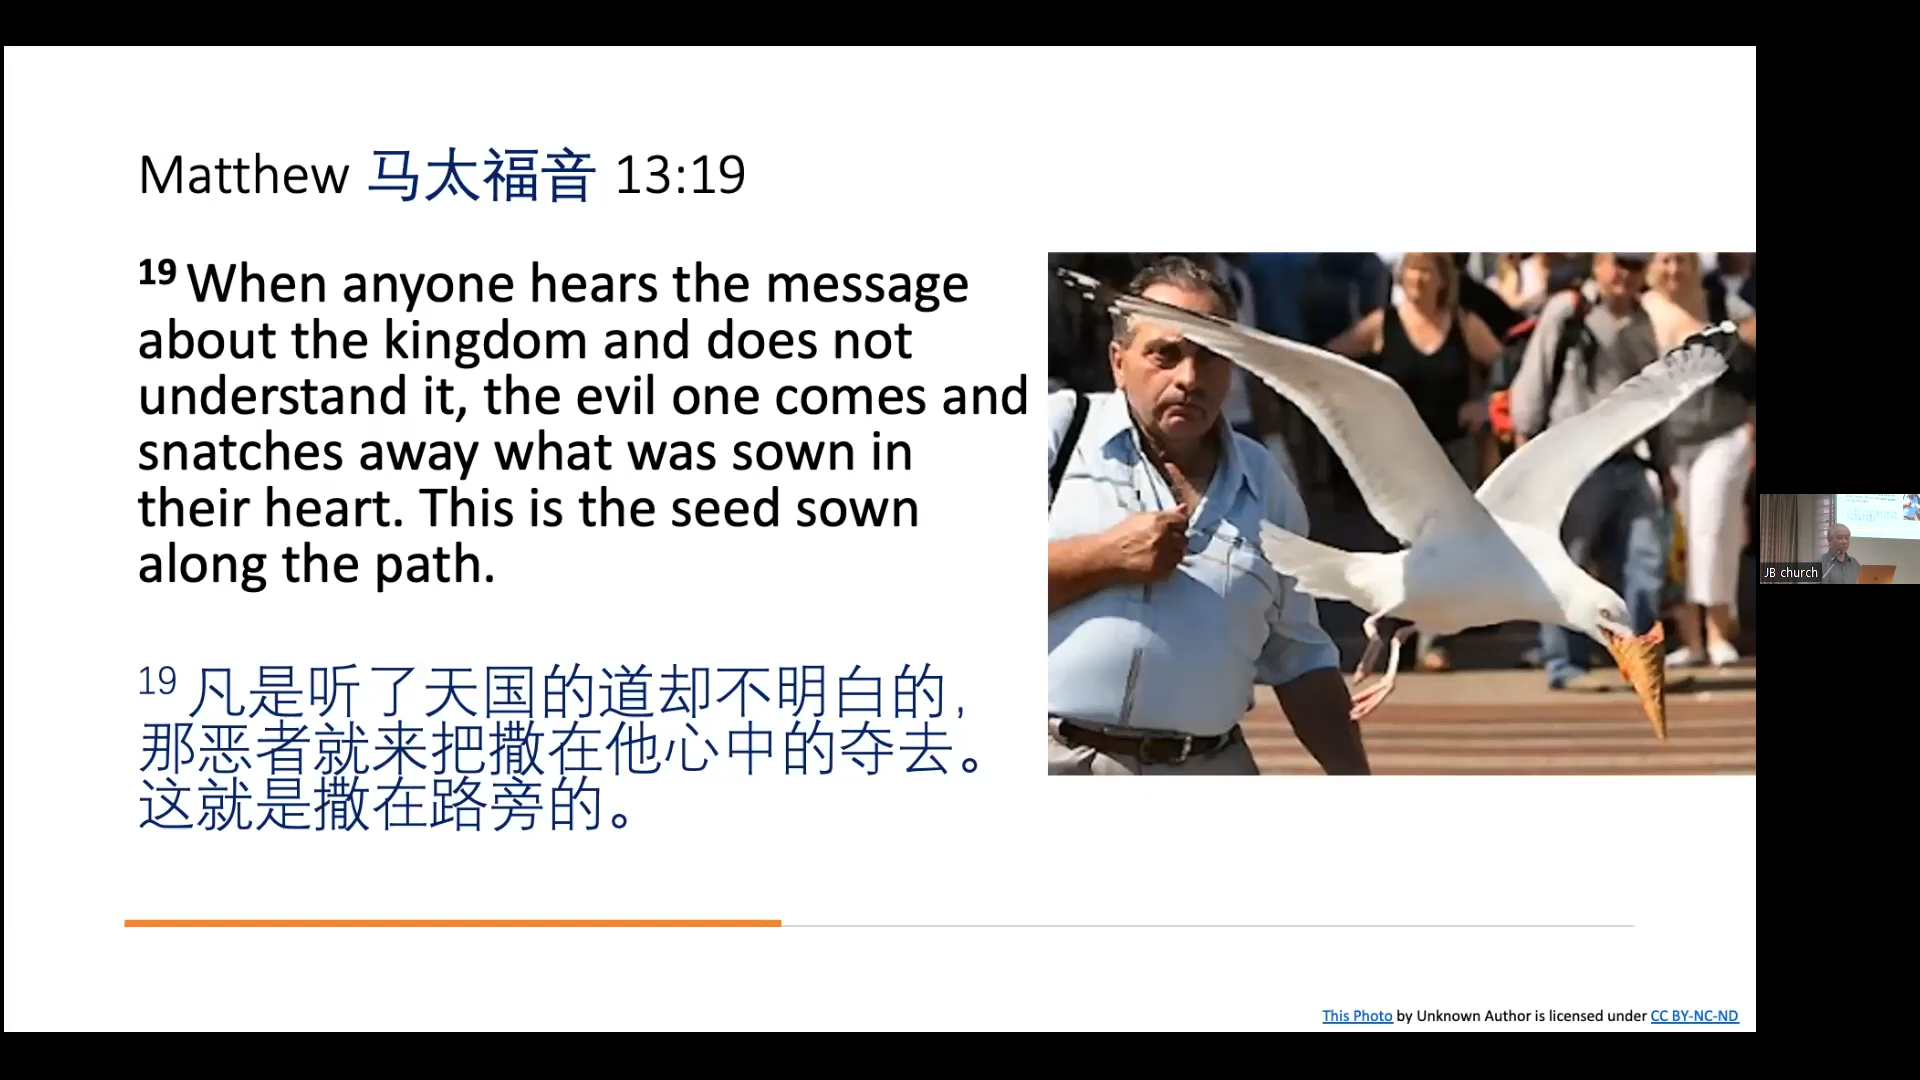 Matthew 马太福音 13:19
19 When anyone hears the message
about the kingdom and does not
understand it, the evil one comes and
snatches away what was sown in
their heart. This is the seed sown
along the path.
19 凡是听了天国的道却不明白的，
那恶者就来把撒在他心中的夺去。
这就是撒在路旁的。
JB church
This Photo by Unknown Author is licensed under CC BY-NC-ND